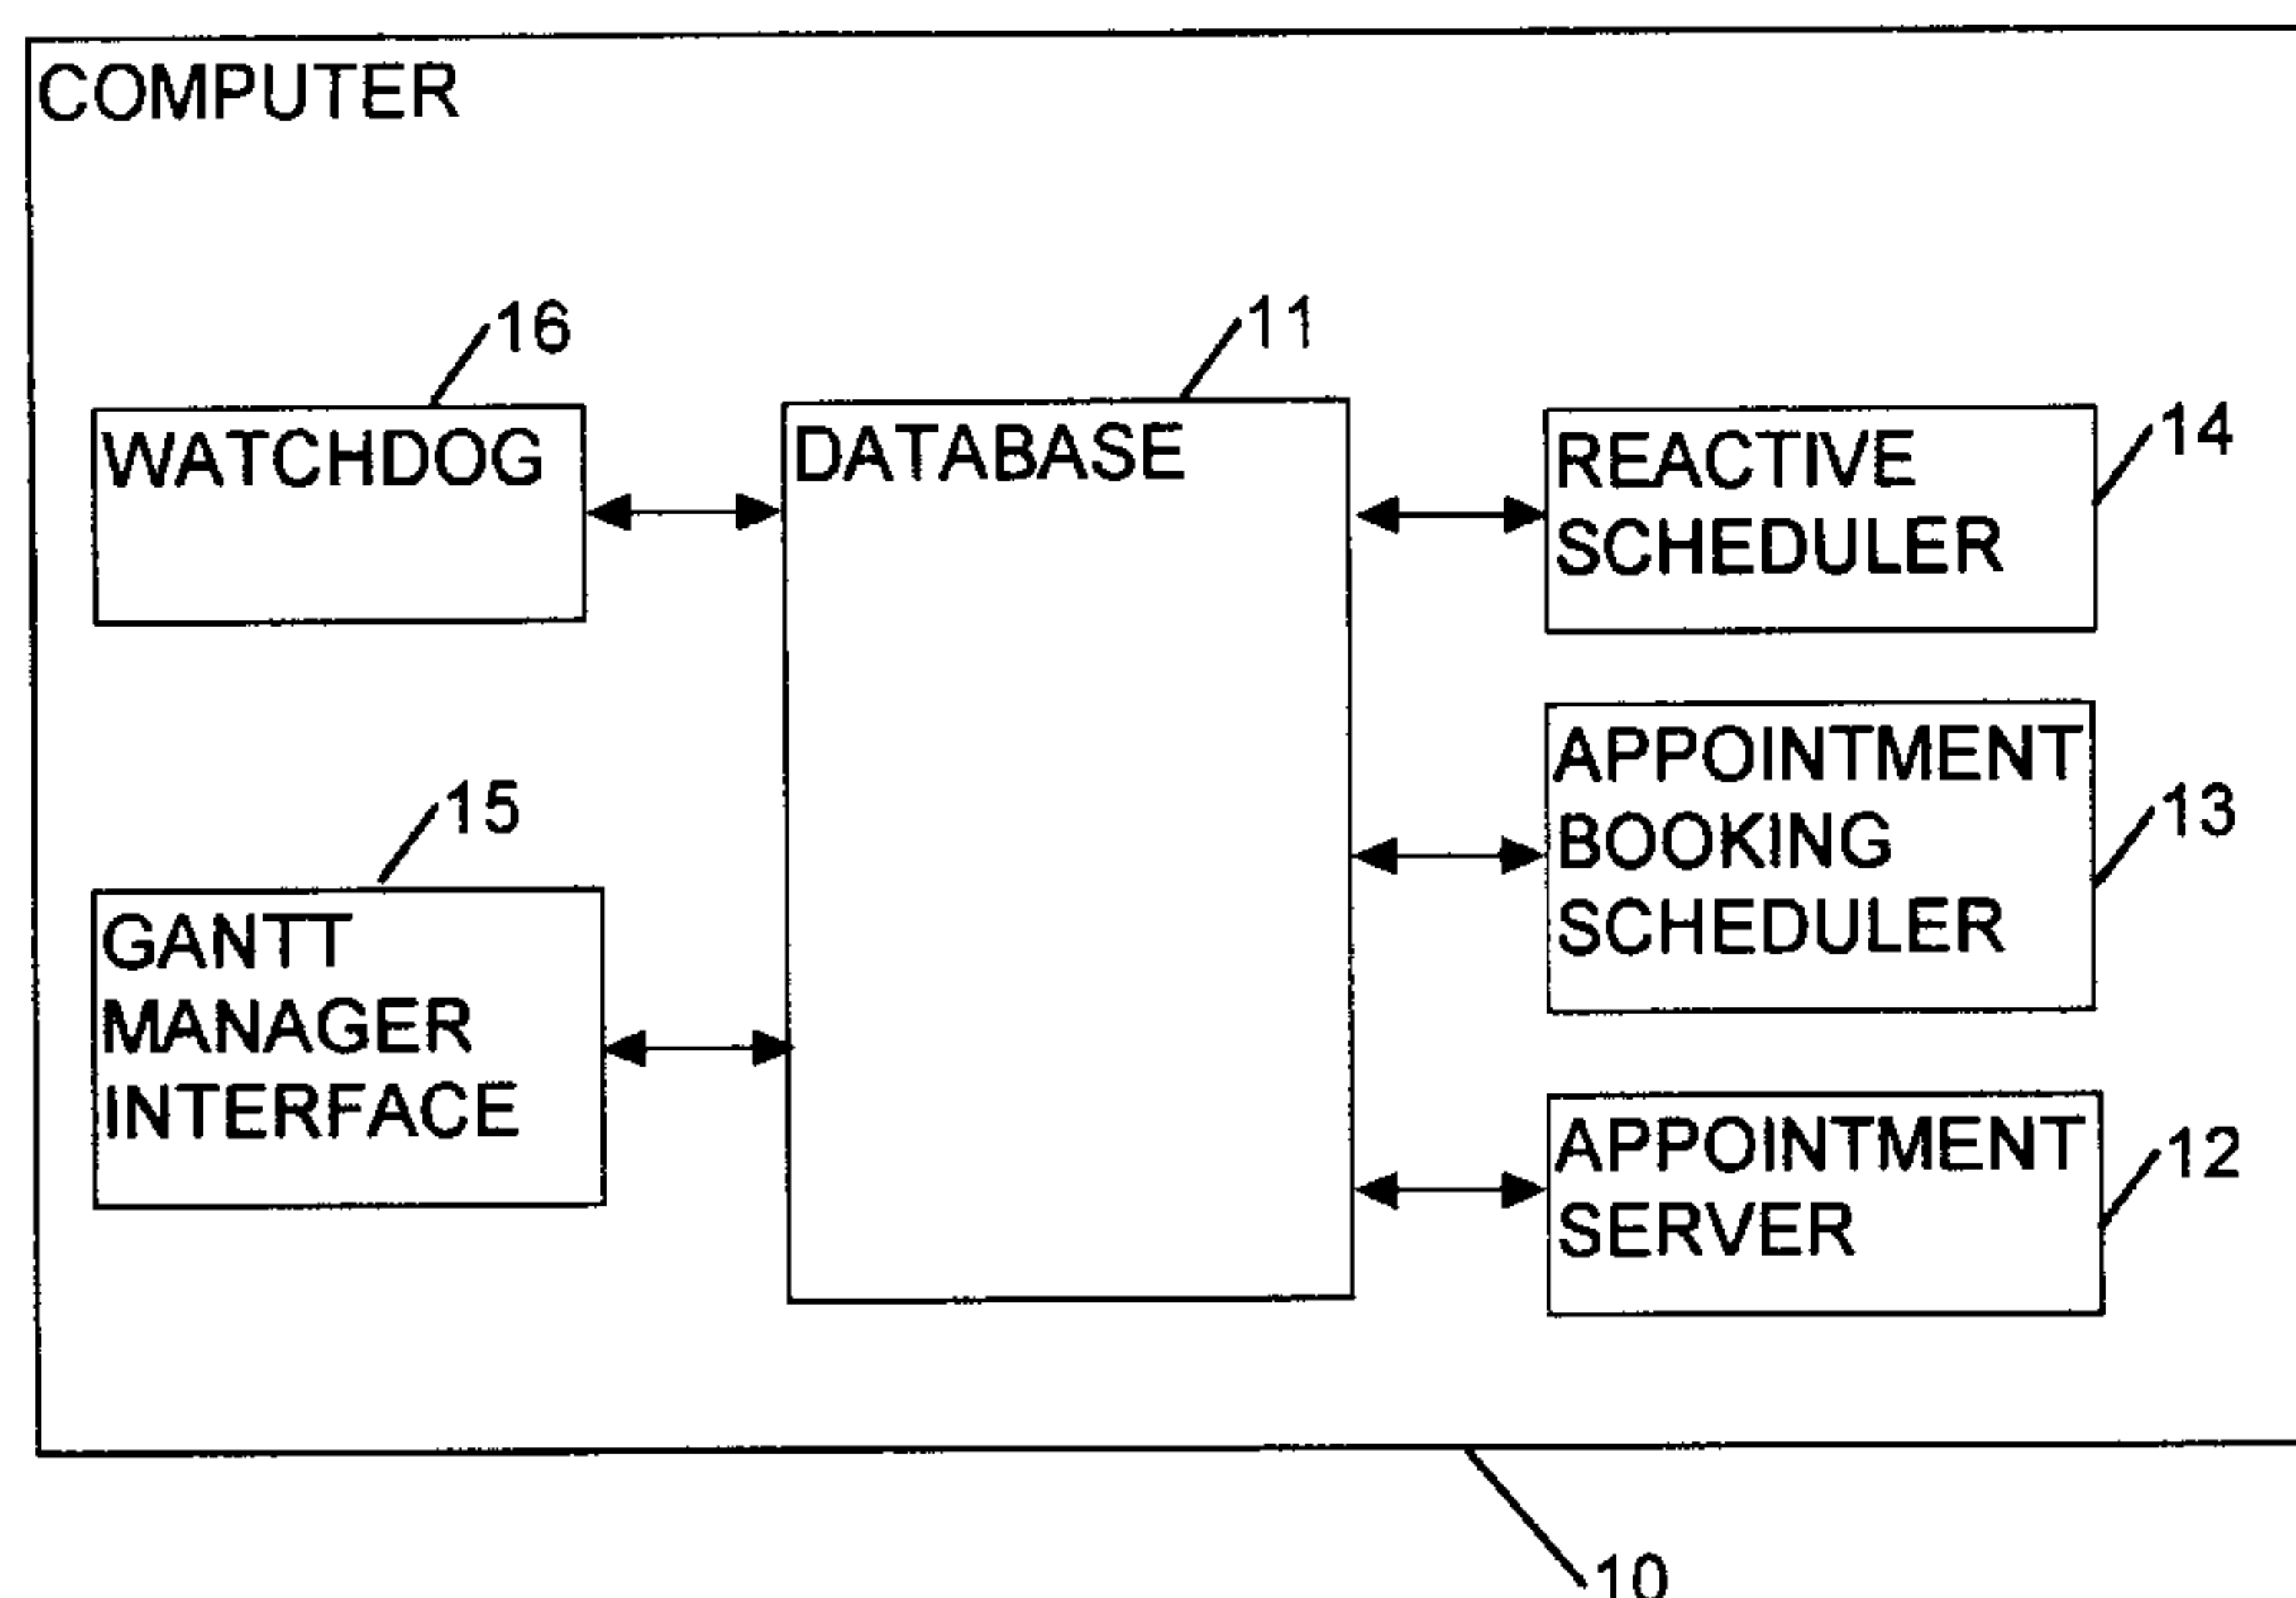 COMPUTER
16
11
WATCHDOG
DATABASE
REACTIVE
SCHEDULER
14
15
GANTT
MANAGER
INTERFACE
APPOINTMENT
BOOKING
SCHEDULER
13
APPOINTMENT
SERVER
12
10